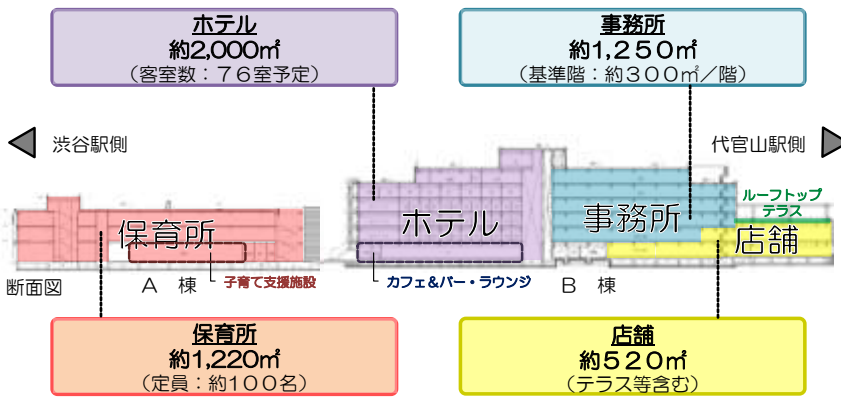 ホテル
約2,000㎡
（客室数：７６室予定）
事務所
約1,250㎡
（基準階：約３００㎡／階）
渋谷駅側
代官山駅側
ルーフトップ
テラス
保育所
ホテル
事務所
店舗
断面図
A 棟
子育て支援施設
カフェ&バー・ラウンジ
B 棟
保育所
約1,220㎡
（定員：約１００名）
店舗
約５２０㎡
（テラス等含む）